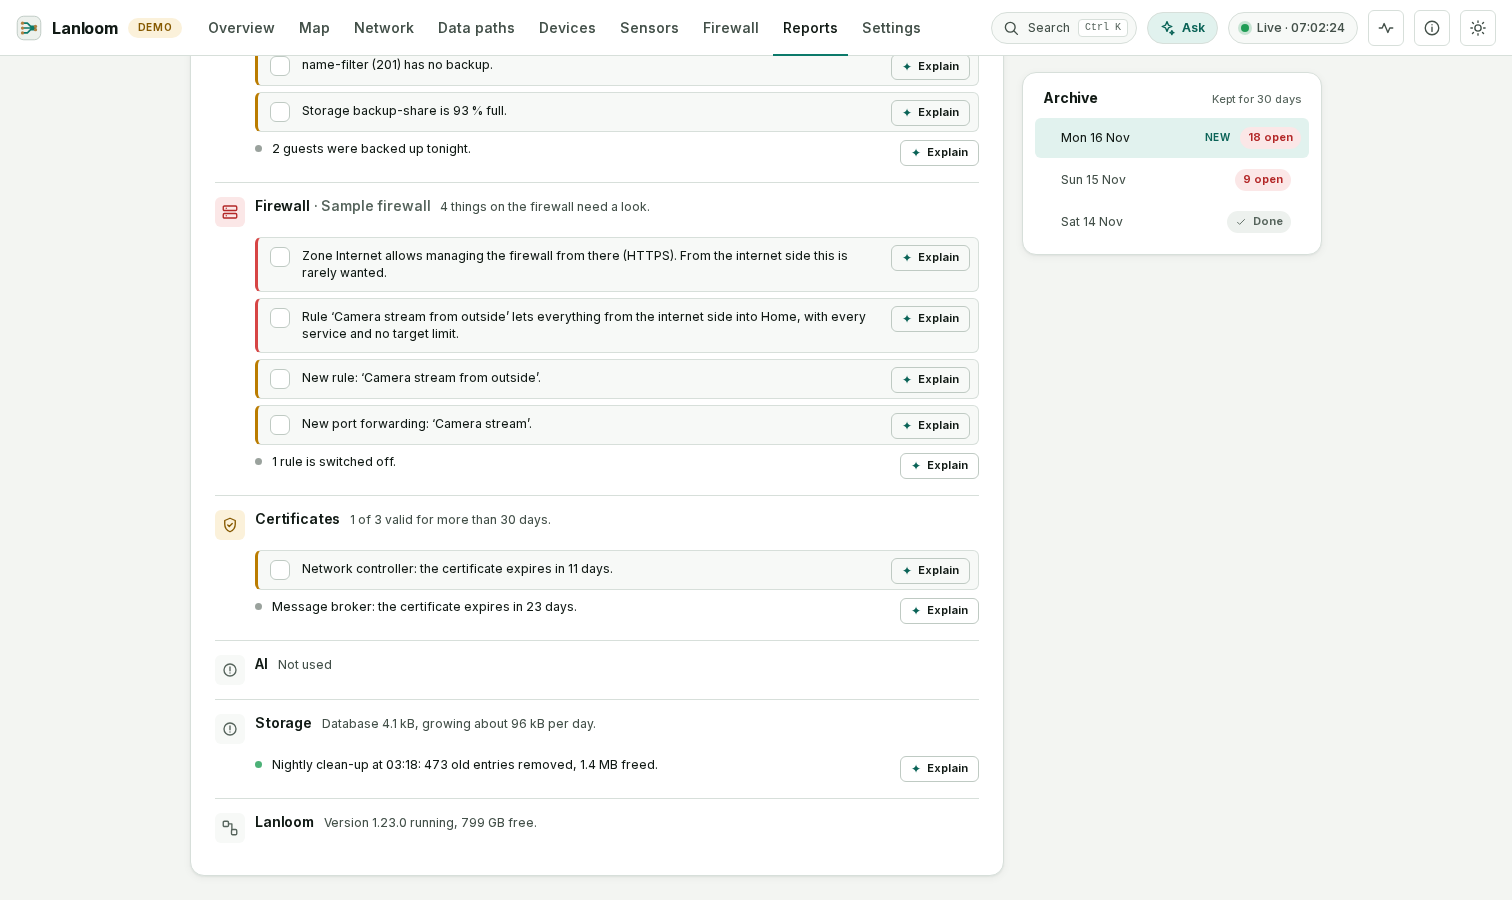 Lanloom DEMO Overview Map Network Data paths Devices Sensors Firewall Reports Settings Search Ctrl K Ask Live · 07:02:24
name-filter (201) has no backup. Explain
Storage backup-share is 93 % full. Explain
2 guests were backed up tonight. Explain
Firewall · Sample firewall 4 things on the firewall need a look.
Zone Internet allows managing the firewall from there (HTTPS). From the internet side this is
rarely wanted.
Explain
Rule ‘Camera stream from outside’ lets everything from the internet side into Home, with every
service and no target limit.
Explain
New rule: ‘Camera stream from outside’. Explain
New port forwarding: ‘Camera stream’. Explain
1 rule is switched off. Explain
Certificates 1 of 3 valid for more than 30 days.
Network controller: the certificate expires in 11 days. Explain
Message broker: the certificate expires in 23 days. Explain
AI Not used
Storage Database 4.1 kB, growing about 96 kB per day.
Nightly clean-up at 03:18: 473 old entries removed, 1.4 MB freed. Explain
Lanloom Version 1.23.0 running, 799 GB free.
Archive Kept for 30 days
Mon 16 Nov NEW 18 open
Sun 15 Nov 9 open
Sat 14 Nov Done